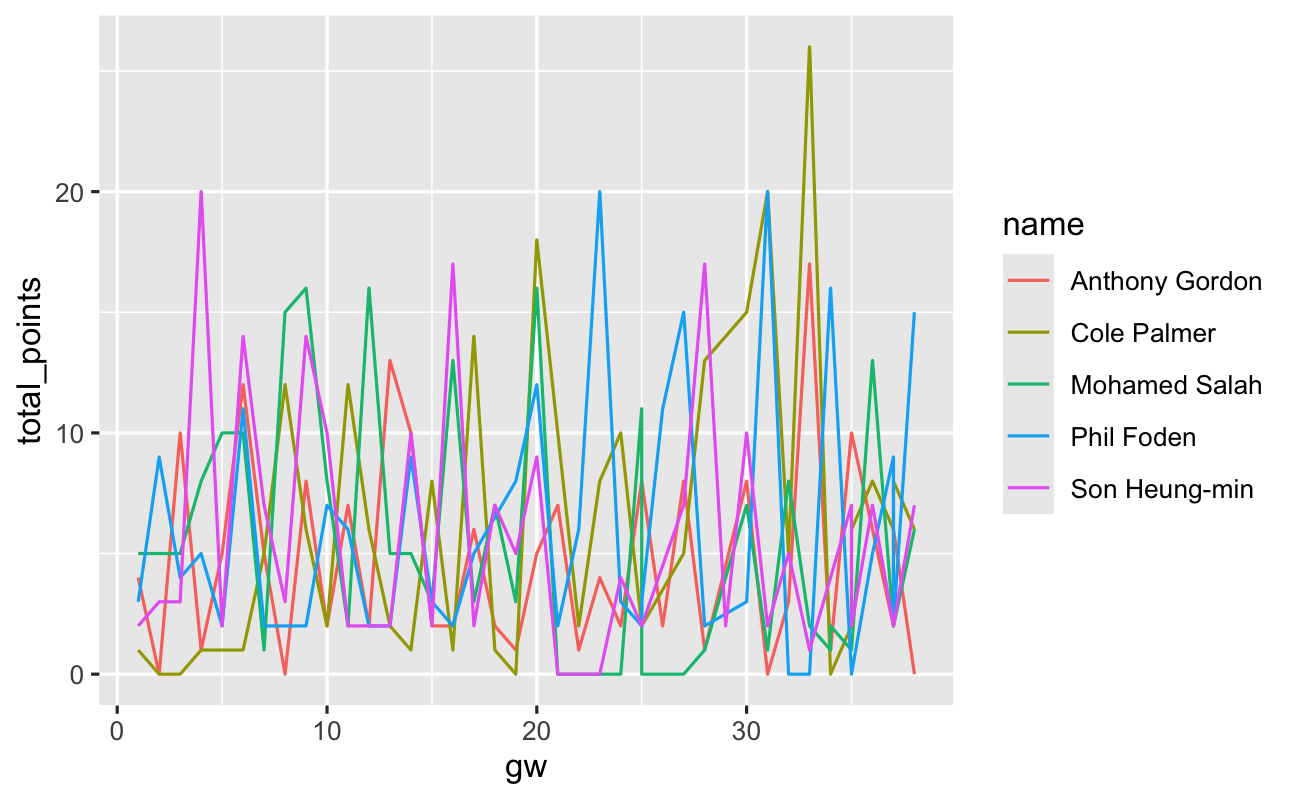 total_points
20
10
0
0
10
20
30
gw
name
Anthony Gordon
Cole Palmer
Mohamed Salah
Phil Foden
Son Heung-min